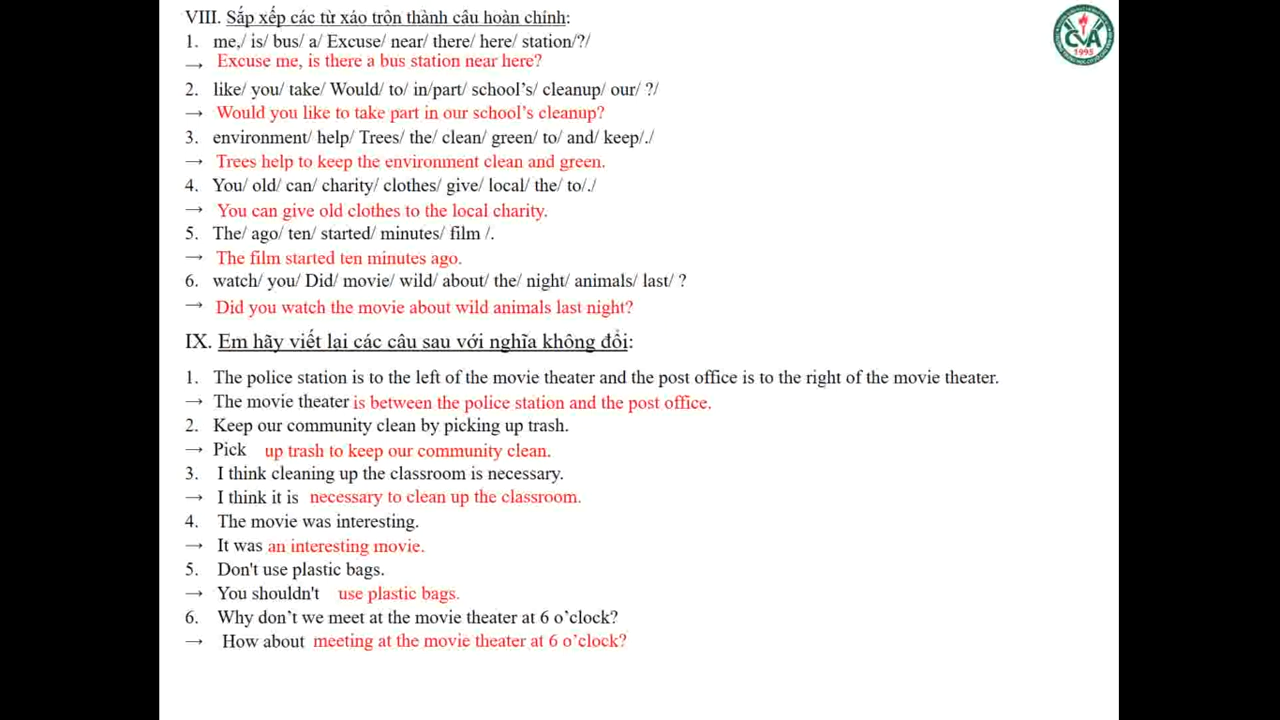 VIII. Sắp xếp các từ xáo trộn thành câu hoàn chỉnh:
1. me,/ is/ bus/ a/ Excuse/ near/ there/ here/ station/?/
→ Excuse me, is there a bus station near here?
2. like/ you/ take/ Would/ to/ in/part/ school’s/ cleanup/ our/ ?/
→ Would you like to take part in our school’s cleanup?
3. environment/ help/ Trees/ the/ clean/ green/ to/ and/ keep/./
→ Trees help to keep the environment clean and green.
4. You/ old/ can/ charity/ clothes/ give/ local/ the/ to/./
→ You can give old clothes to the local charity.
5. The/ ago/ ten/ started/ minutes/ film /.
→ The film started ten minutes ago.
6. watch/ you/ Did/ movie/ wild/ about/ the/ night/ animals/ last/ ?
→ Did you watch the movie about wild animals last night?
IX. Em hãy viết lại các câu sau với nghĩa không đổi:
1. The police station is to the left of the movie theater and the post office is to the right of the movie theater.
→ The movie theater is between the police station and the post office.
2. Keep our community clean by picking up trash.
→ Pick up trash to keep our community clean.
3. I think cleaning up the classroom is necessary.
→ I think it is necessary to clean up the classroom.
4. The movie was interesting.
→ It was an interesting movie.
5. Don't use plastic bags.
→ You shouldn't use plastic bags.
6. Why don’t we meet at the movie theater at 6 o’clock?
→ How about meeting at the movie theater at 6 o’clock?
CVA
1995